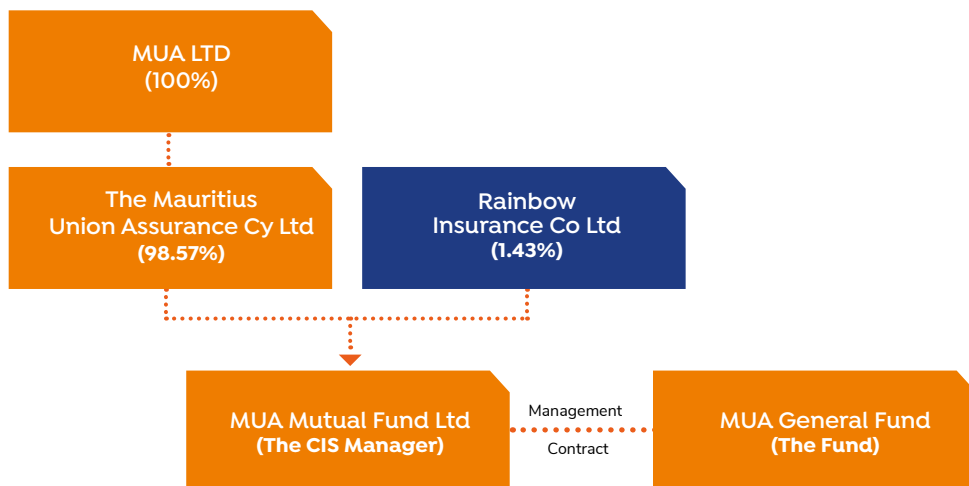 MUA LTD
(100%)
The Mauritius
Union Assurance Cy Ltd
(98.57%)
Rainbow
Insurance Co Ltd
(1.43%)
MUA Mutual Fund Ltd
(The CIS Manager)
Management
Contract
MUA General Fund
(The Fund)